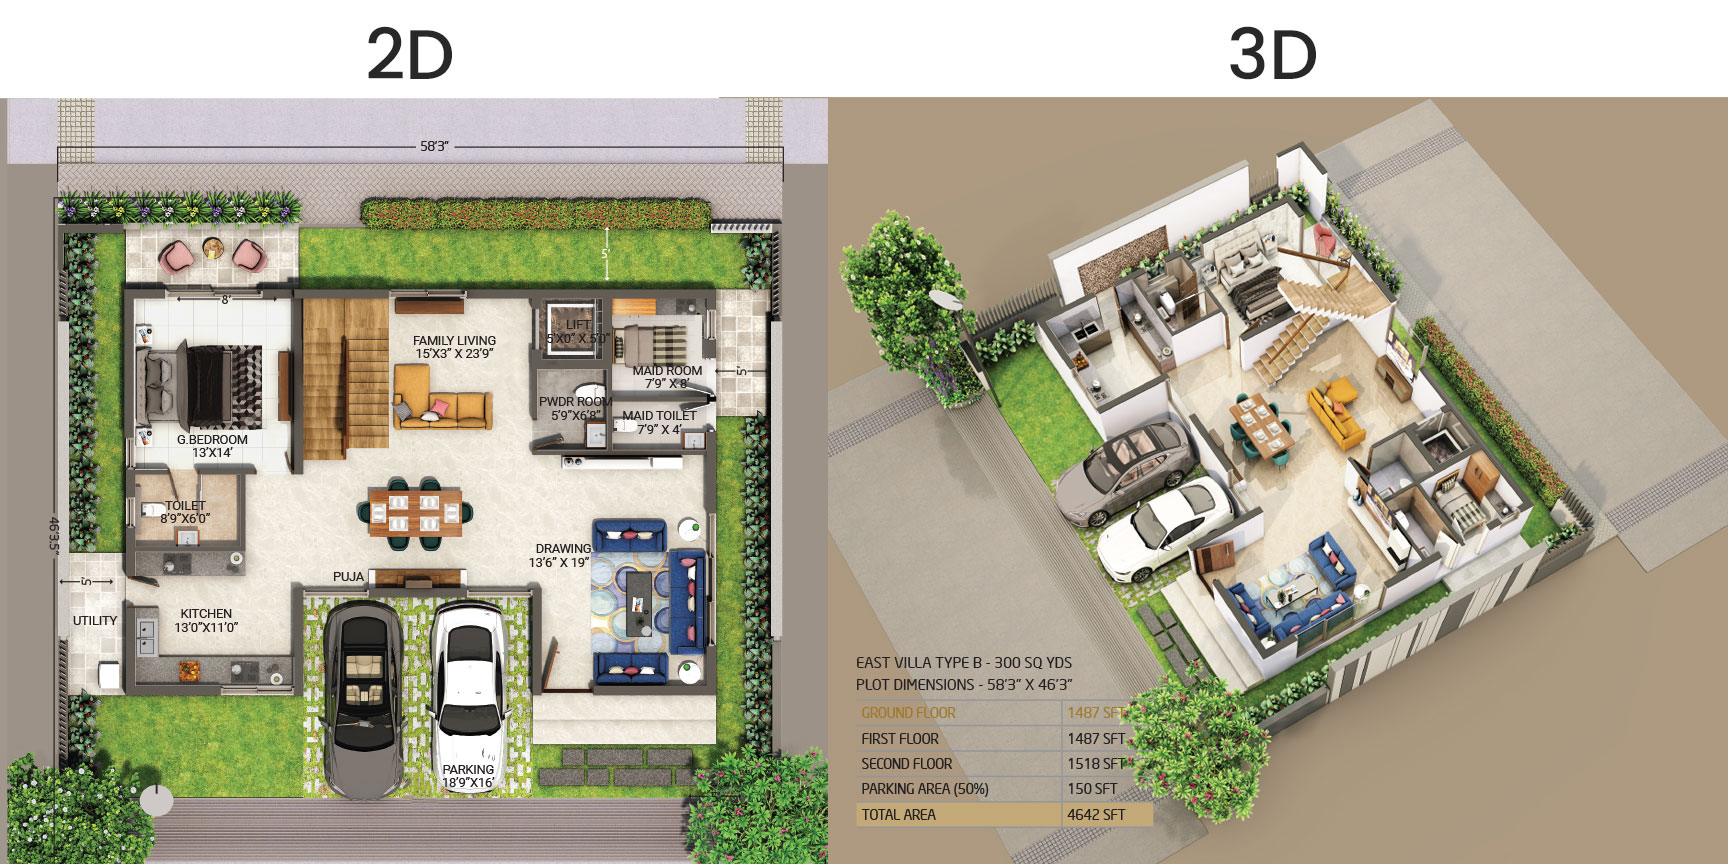 2D
3D
58'3"
5'
8'
FAMILY LIVING
15'X3" X 23'9"
LIFT
5'X0" X 5'0"
MAID ROOM
7'9" X 8'
5'
PWDR ROOM
5'9"X6'8"
MAID TOILET
7'9" X 4'
G.BEDROOM
13'X14'
TOILET
8'9"X6'0"
46'3.5"
DRAWING
13'6" X 19"
PUJA
5'
UTILITY
KITCHEN
13'0"X11'0"
PARKING
18'9"X16'
EAST VILLA TYPE B - 300 SQ YDS
PLOT DIMENSIONS - 58'3" X 46'3"
GROUND FLOOR 1487 SFT
FIRST FLOOR 1487 SFT
SECOND FLOOR 1518 SFT
PARKING AREA (50%) 150 SFT
TOTAL AREA 4642 SFT